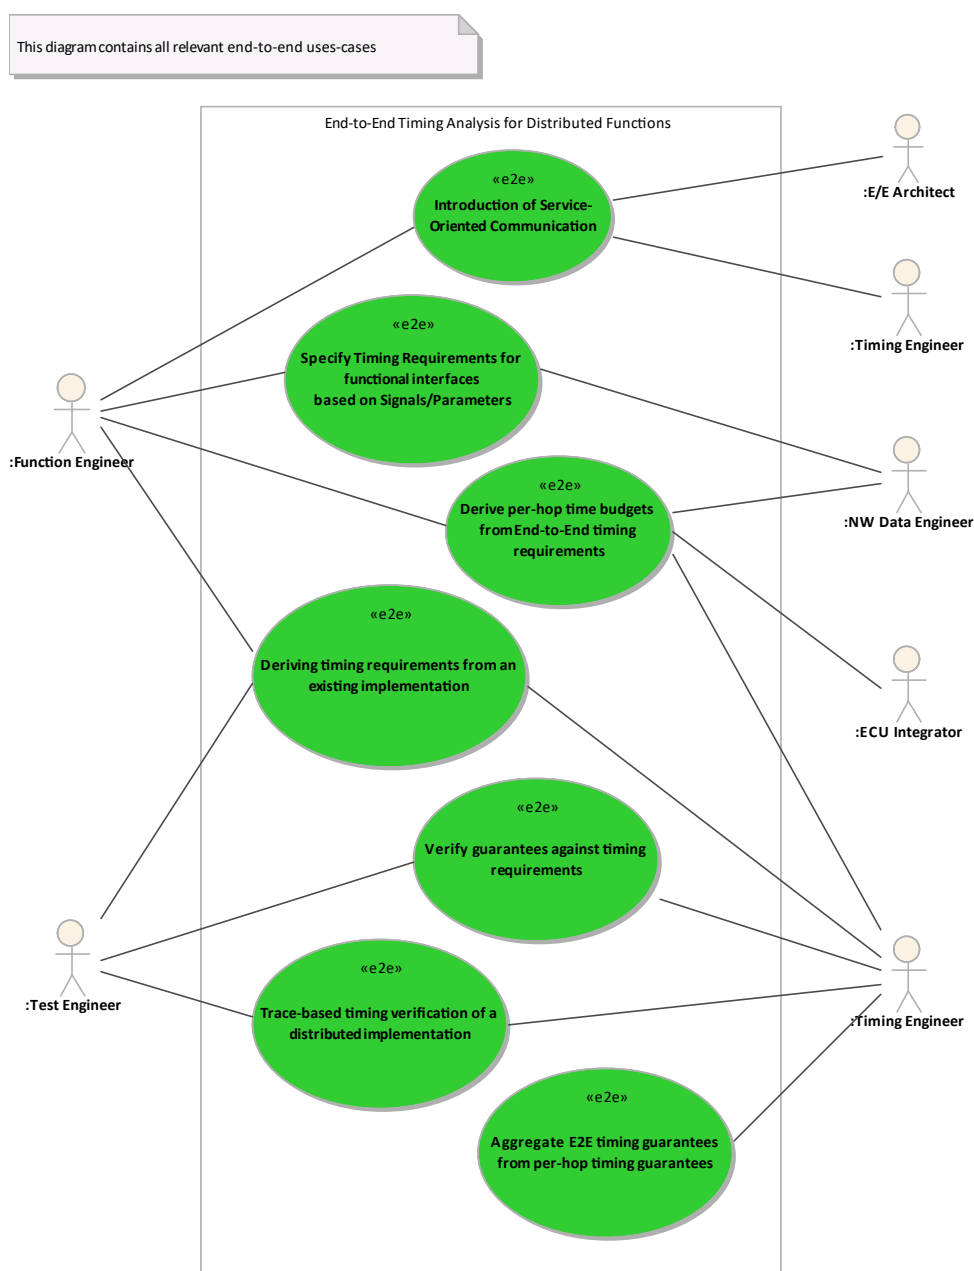 This diagram contains all relevant end-to-end uses-cases
End-to-End Timing Analysis for Distributed Functions
«e2e»
Introduction of Service-
Oriented Communication
:E/E Architect
:Timing Engineer
«e2e»
Specify Timing Requirements for
functional interfaces
based on Signals/Parameters
:Function Engineer
«e2e»
Derive per-hop time budgets
from End-to-End timing
requirements
:NW Data Engineer
«e2e»
Deriving timing requirements from an
existing implementation
:ECU Integrator
«e2e»
Verify guarantees against timing
requirements
:Test Engineer
«e2e»
Trace-based timing verification of a
distributed implementation
:Timing Engineer
«e2e»
Aggregate E2E timing guarantees
from per-hop timing guarantees